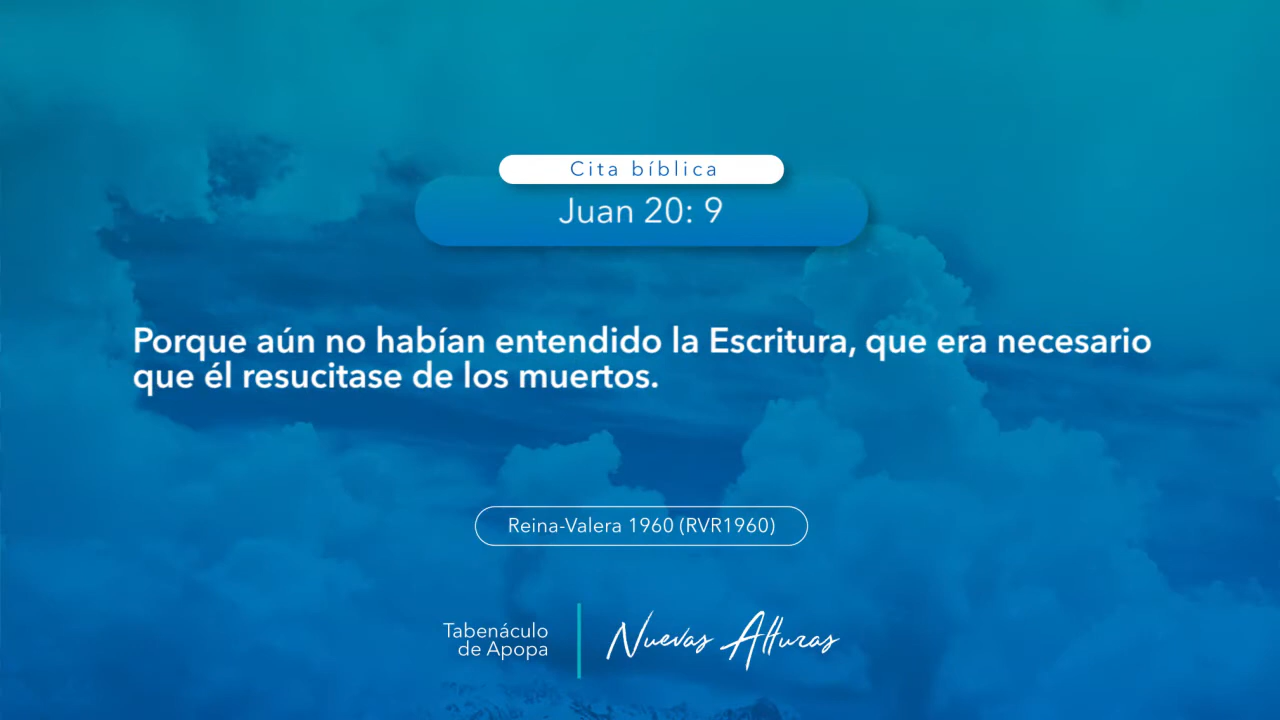 Cita bíblica
Juan 20: 9
Porque aún no habían entendido la Escritura, que era necesario
que él resucitase de los muertos.
Reina-Valera 1960 (RVR1960)
Tabenáculo
de Apopa
Nuevas Alturas